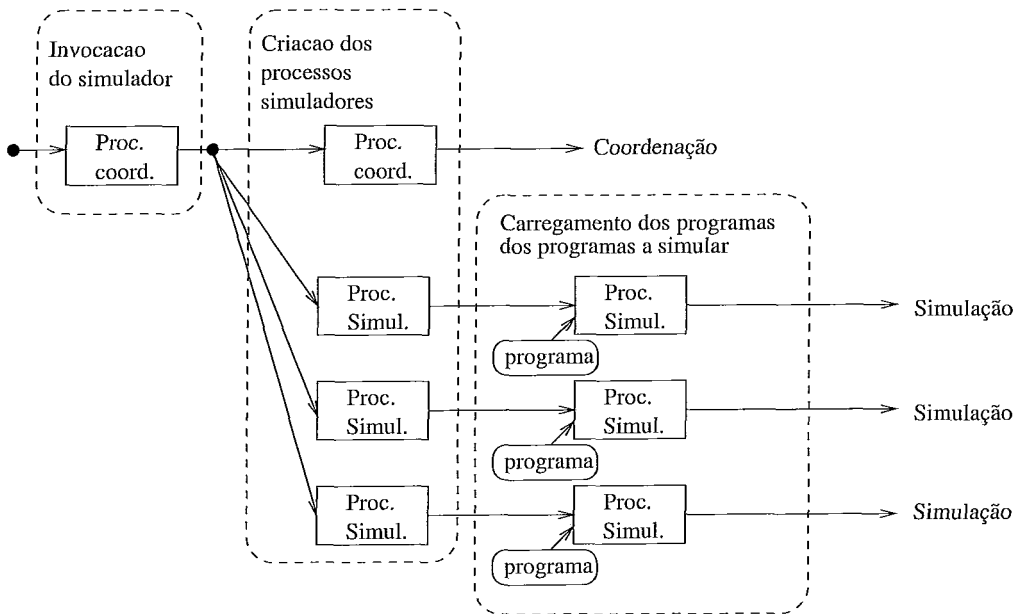 Invocacao
do simulador
Criacao dos
processos
simuladores
Proc.
coord.
Proc.
coord.
Coordenação
Carregamento dos programas
dos programas a simular
Proc.
Simul.
Proc.
Simul.
Simulação
programa
Proc.
Simul.
Proc.
Simul.
Simulação
programa
Proc.
Simul.
Proc.
Simul.
Simulação
programa